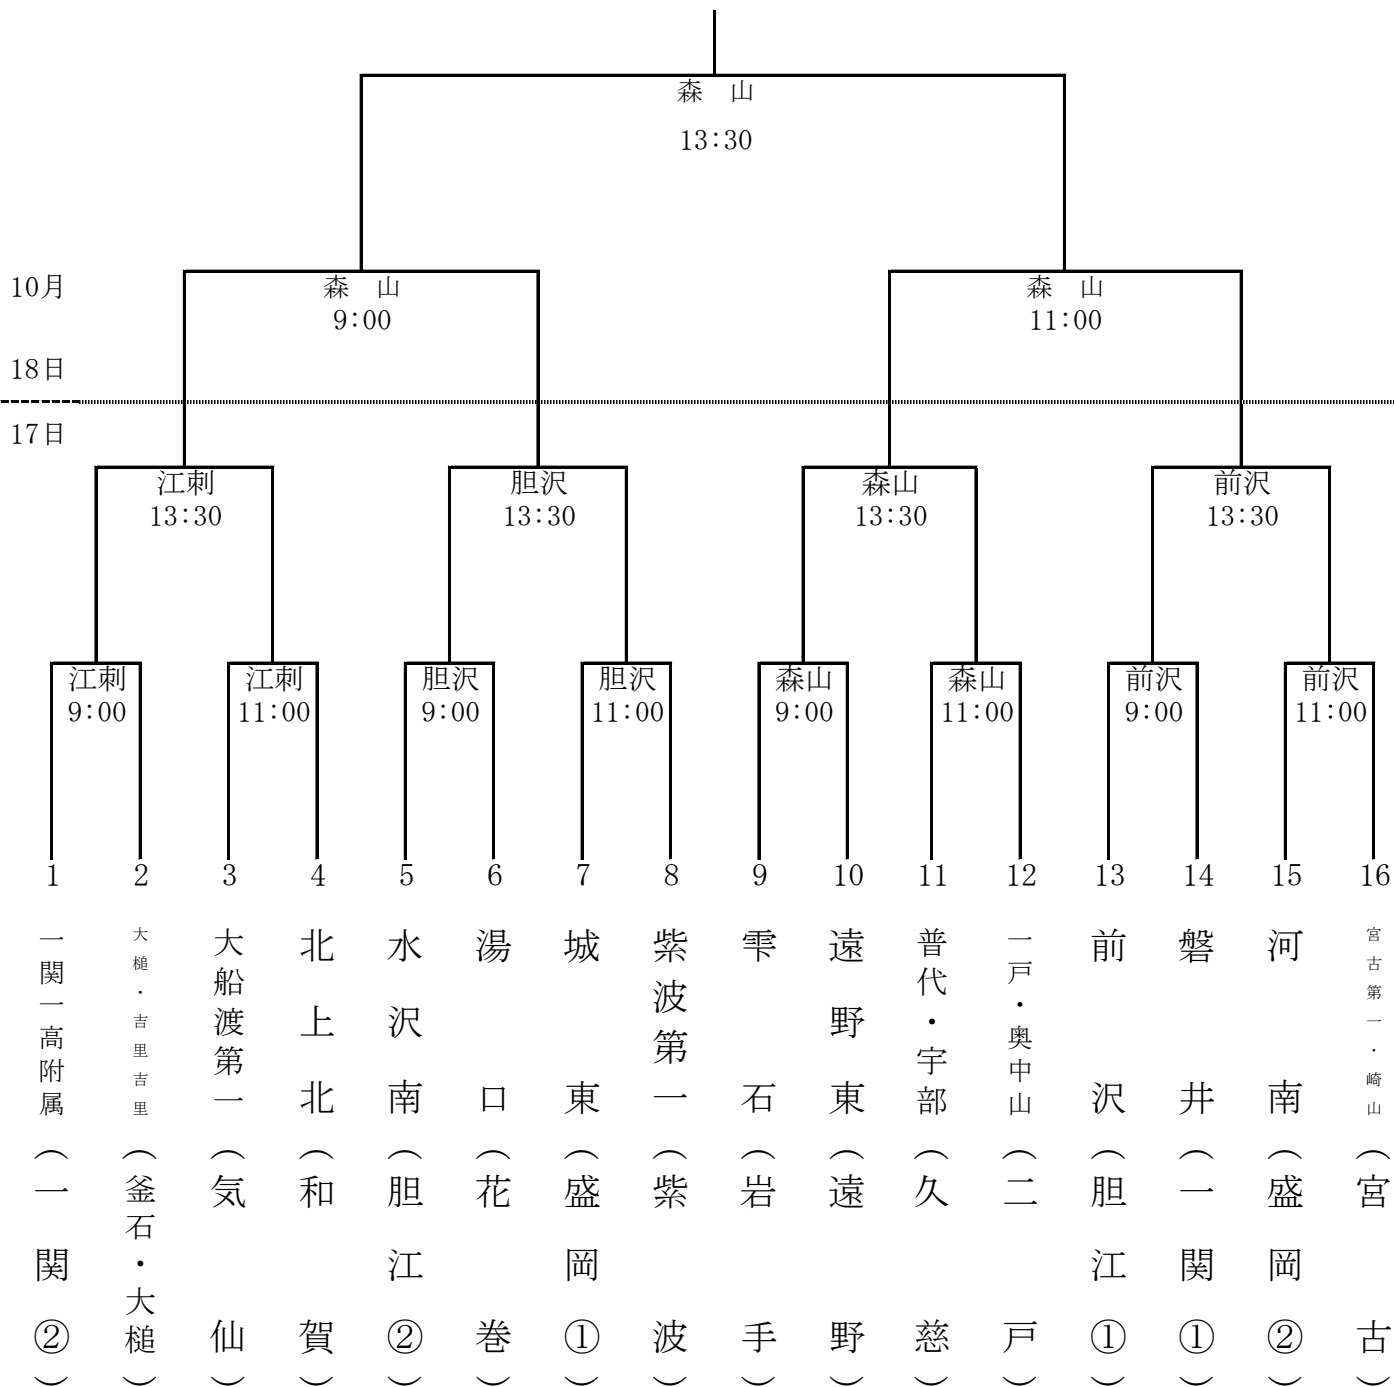 森　山
13:30
10月
森　山
9:00
森　山
11:00
18日
17日
江刺
13:30
胆沢
13:30
森山
13:30
前沢
13:30
江刺
9:00
江刺
11:00
胆沢
9:00
胆沢
11:00
森山
9:00
森山
11:00
前沢
9:00
前沢
11:00
1
2
3
4
5
6
7
8
9
10
11
12
13
14
15
16
一関一高附属（一関②）
大槌・吉里吉里（釜石・大槌）
大船渡第一（気仙）
北上北（和賀）
水沢南（胆江②）
湯口（花巻）
城東（盛岡①）
紫波第一（紫波）
雫石（岩手）
遠野東（遠野）
普代・宇部（久慈）
一戸・奥中山（二戸）
前沢（胆江①）
磐井（一関①）
河南（盛岡②）
宮古第一・崎山（宮古）